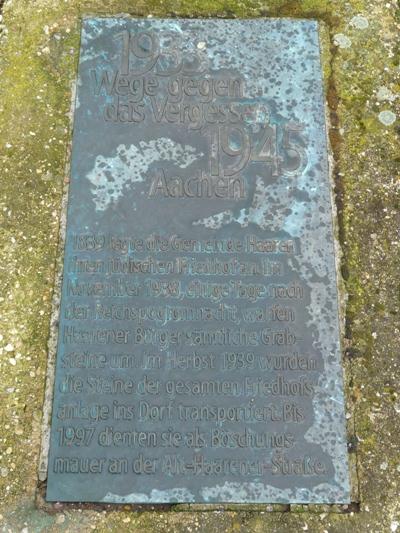 1933
Wege gegen
das Vergessen
1945
Aachen
1889 legte die Gemeinde Haaren
ihren jüdischen Friedhof an. Im
November 1938, einige Tage nach
der Reichspogromnacht, warfen
Haarener Bürger sämtliche Grab-
steine um. Im Herbst 1939 wurden
die Steine der gesamten Friedhofs-
anlage ins Dorf transportiert. Bis
1997 dienten sie als Böschungs-
mauer an der Alt-Haarener-Straße.